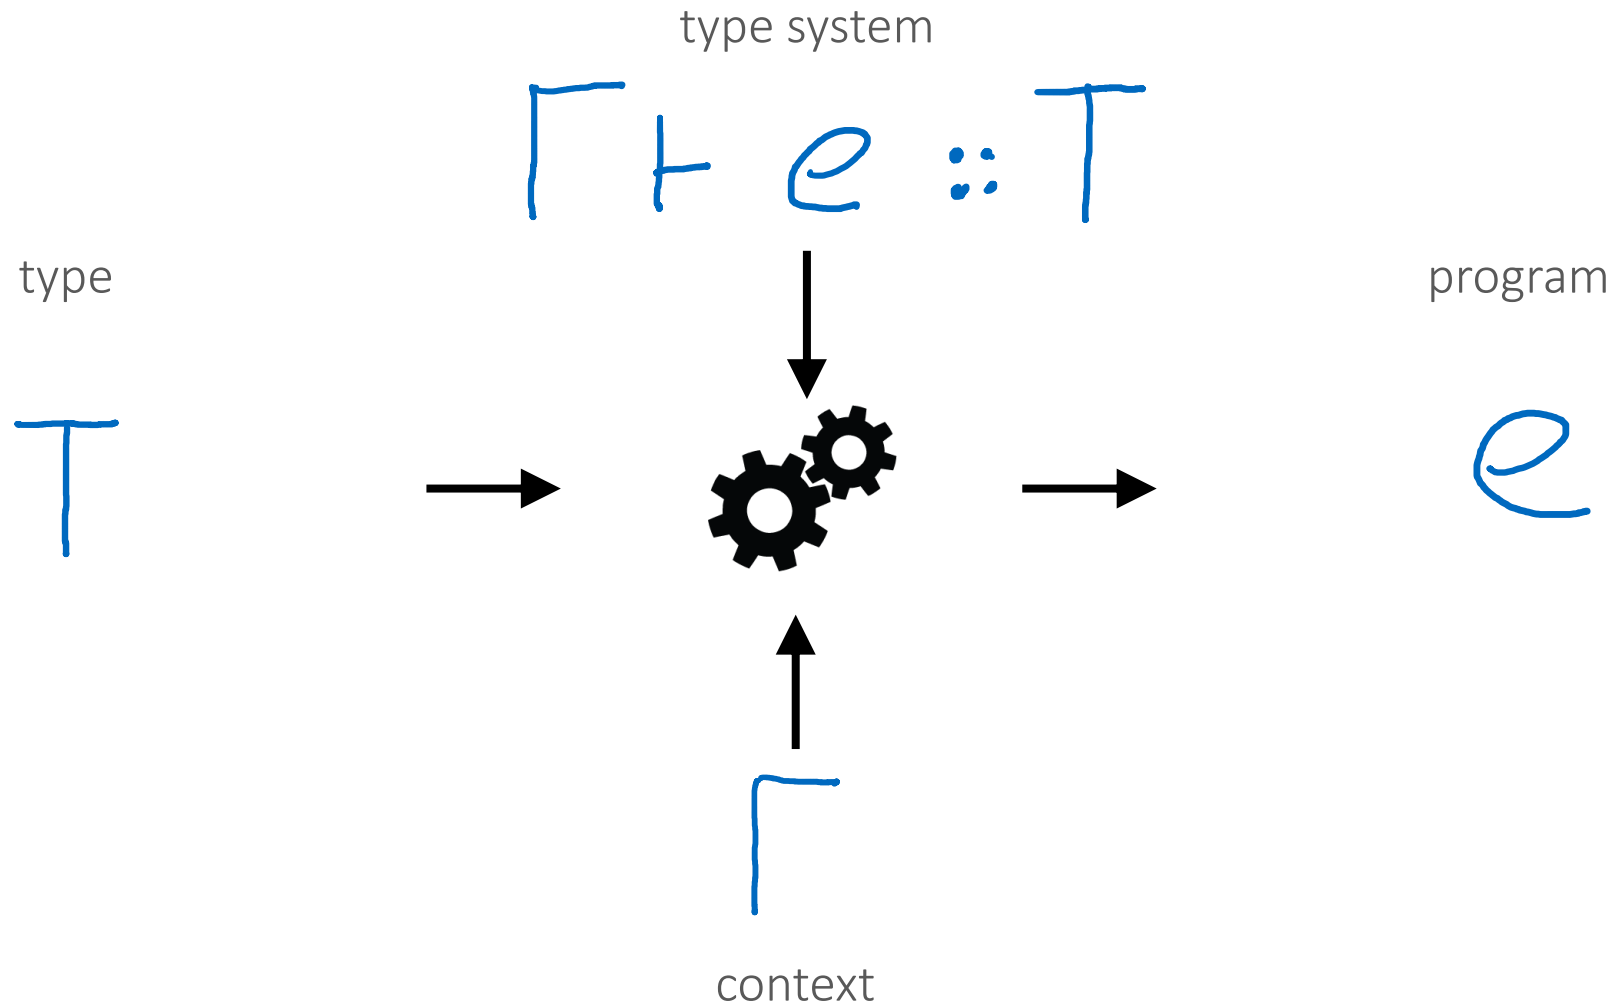 type system
Γ ⊢ e :: T
type
program
T
e
Γ
context